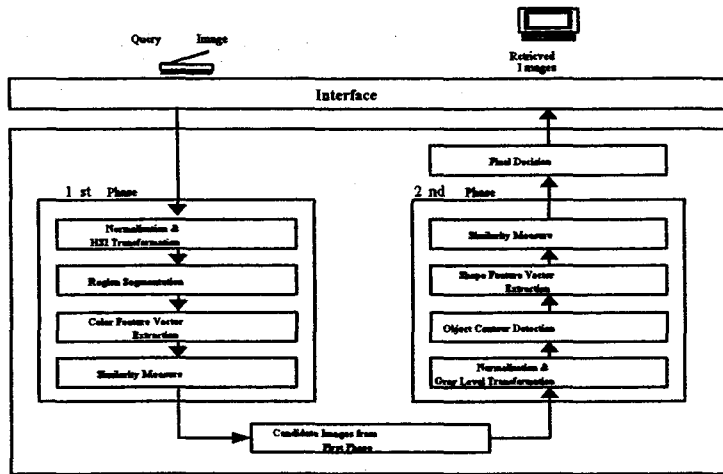 Query Image
Retrieved
Images
Interface
Final Decision
1 st Phase
Normalization &
HSI Transformation
Region Segmentation
Color Feature Vector
Extraction
Similarity Measure
2 nd Phase
Similarity Measure
Shape Feature Vector
Extraction
Object Contour Detection
Normalization &
Gray Level Transformation
Candidate Images from
First Phase